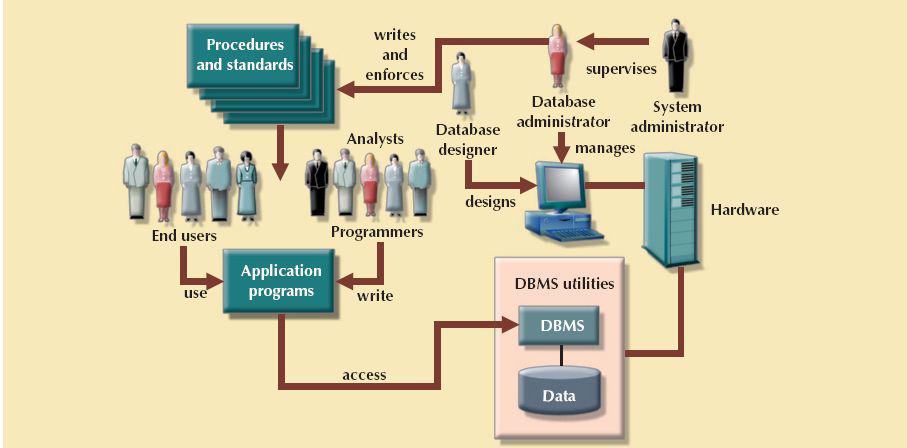 Procedures
and standards
writes
and
enforces
supervises
Database
administrator
System
administrator
Analysts
Database
designer
manages
designs
Hardware
End users
Programmers
Application
programs
use
write
DBMS utilities
DBMS
access
Data